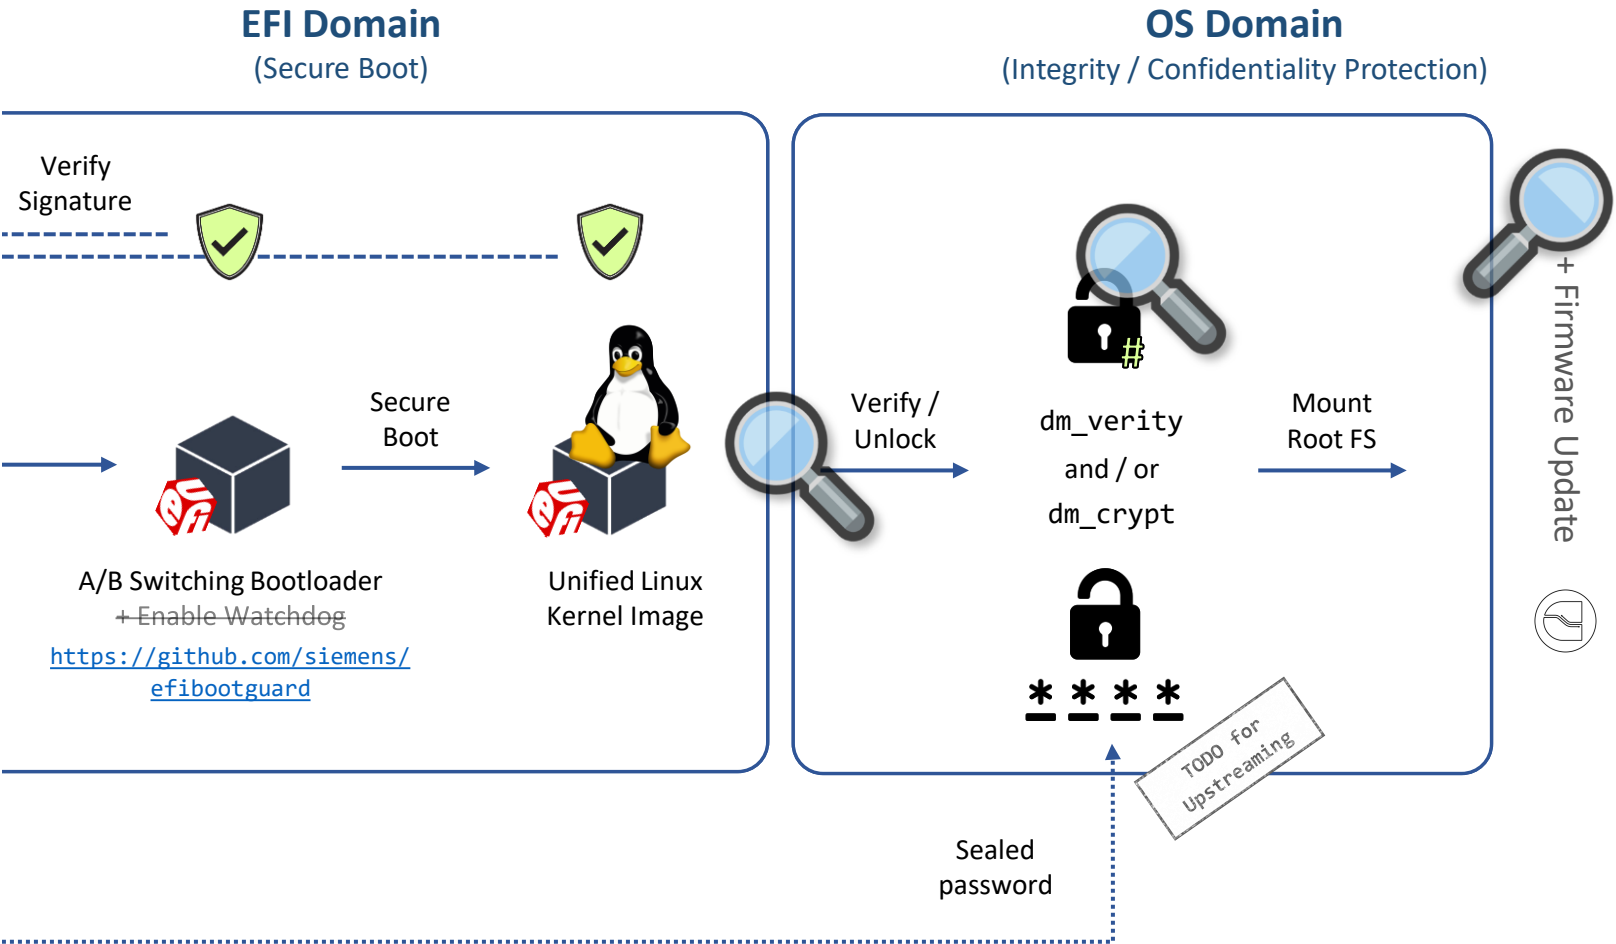 EFI Domain
(Secure Boot)
OS Domain
(Integrity / Confidentiality Protection)
Verify
Signature
Secure
Boot
A/B Switching Bootloader
+ Enable Watchdog
https://github.com/siemens/
efibootguard
Unified Linux
Kernel Image
Verify /
Unlock
#
dm_verity
and / or
dm_crypt
* * * *
Mount
Root FS
+ Firmware Update
TODO for
Upstreaming
Sealed
password